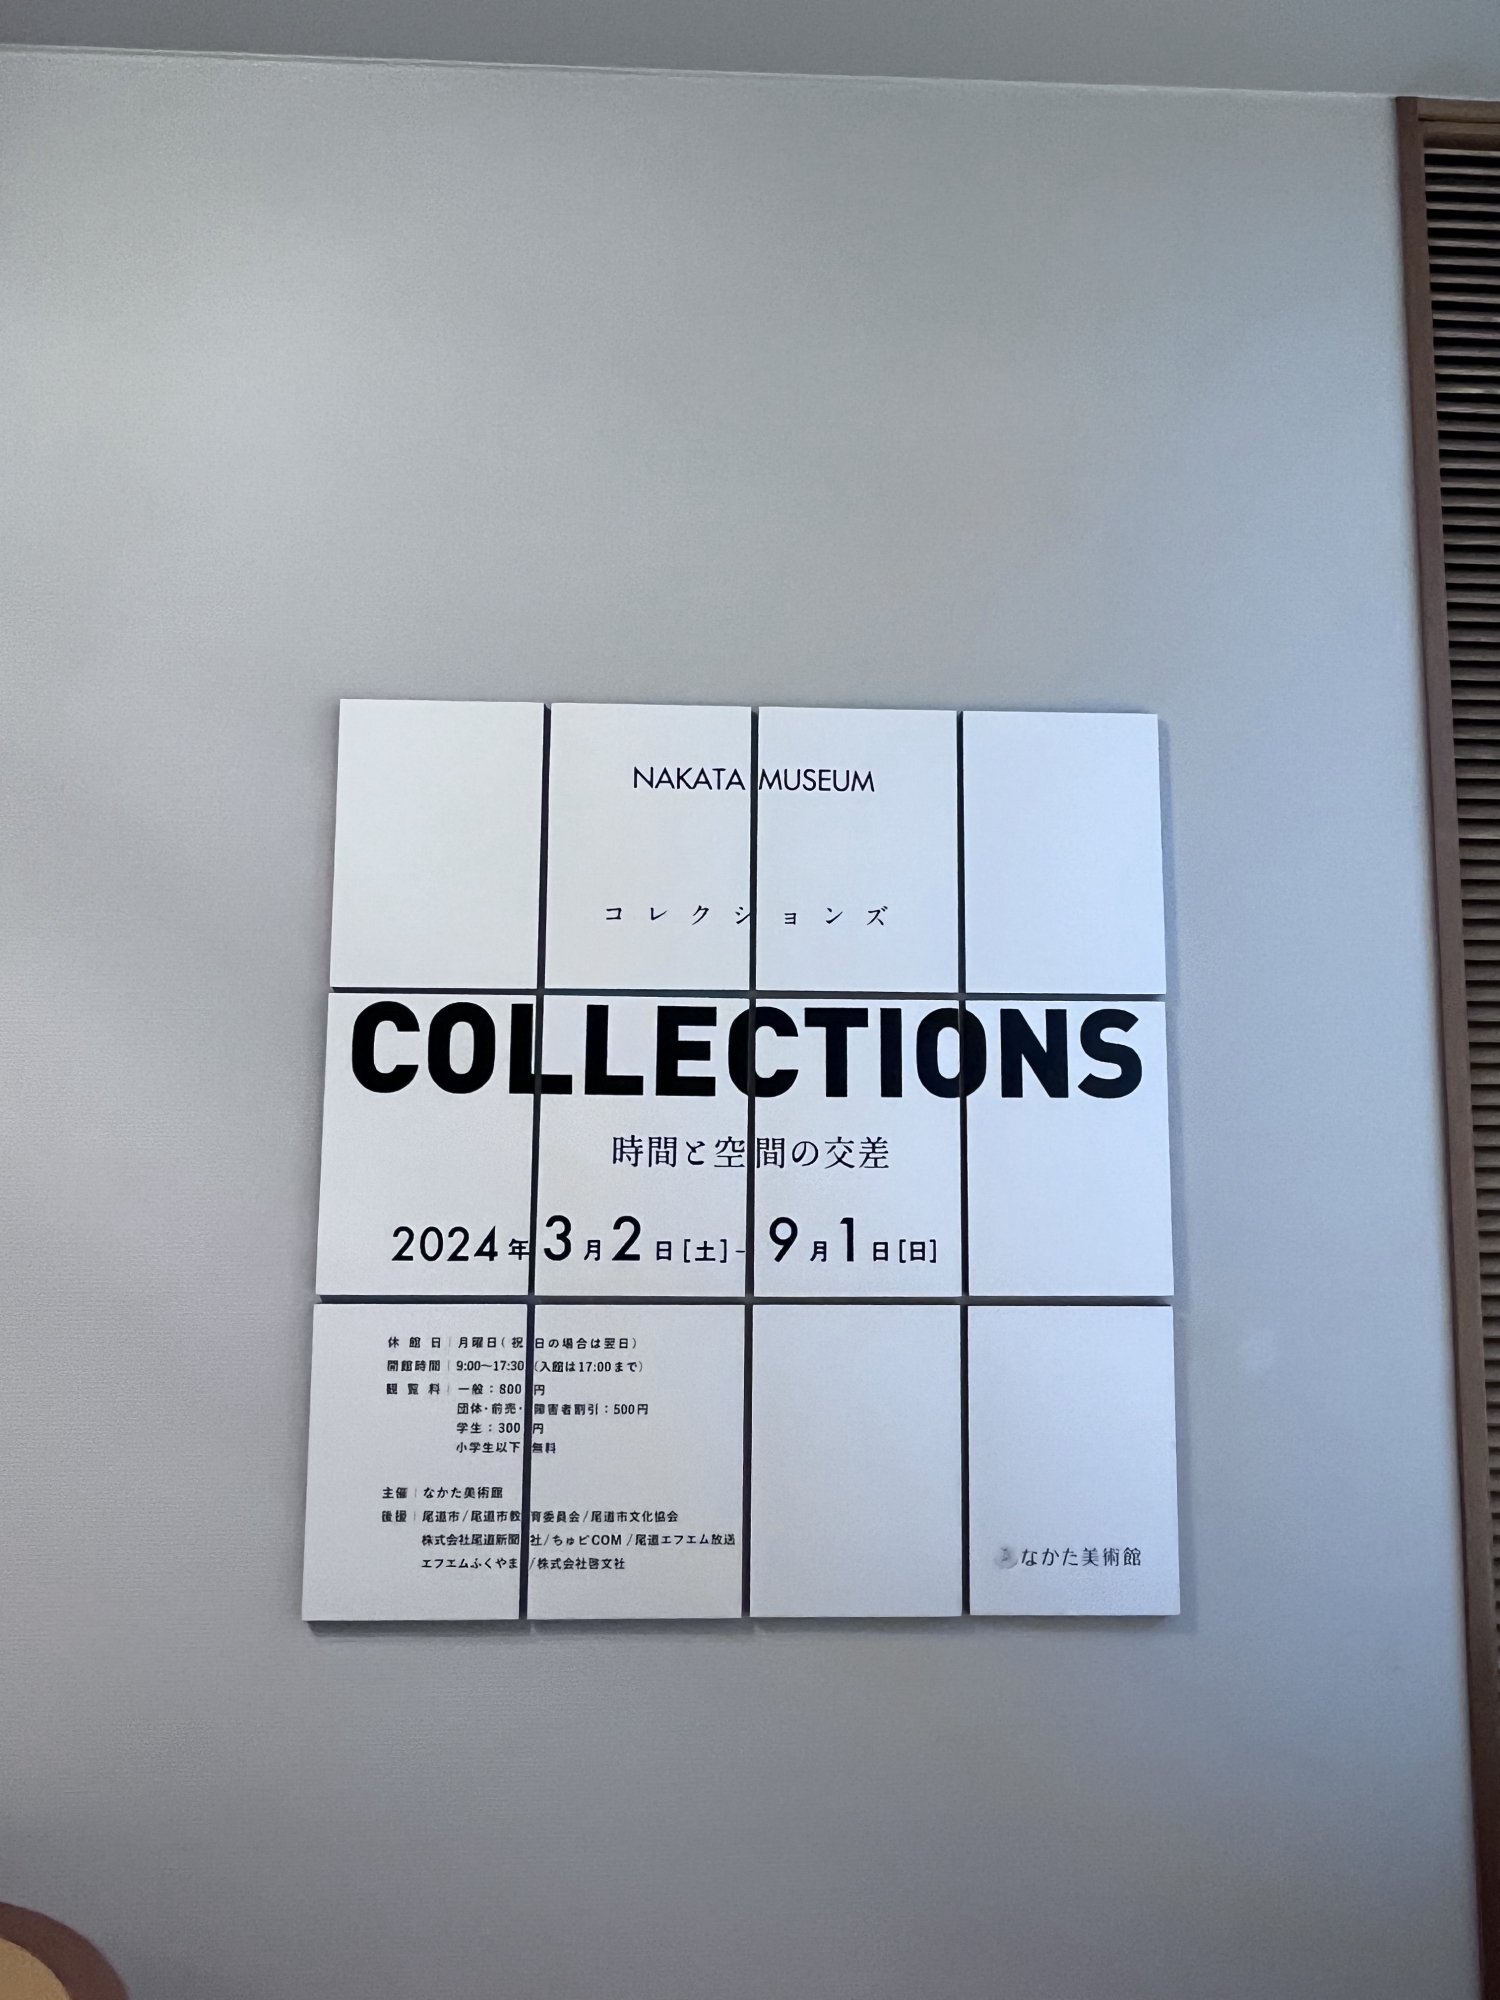 NAKATA MUSEUM
コレクションズ
COLLECTIONS
時間と空間の交差
2024年3月2日[土]-9月1日[日]
休館日|月曜日(祝日の場合は翌日)
開館時間|9:00〜17:30(入館は17:00まで)
観覧料|一般：800円
団体・前売・障害者割引：500円
学生：300円
小学生以下無料
主催|なかた美術館
後援|尾道市/尾道市教育委員会/尾道市文化協会
株式会社尾道新聞社/ちゅピCOM/尾道エフエム放送
エフエムふくやま/株式会社啓文社
なかた美術館